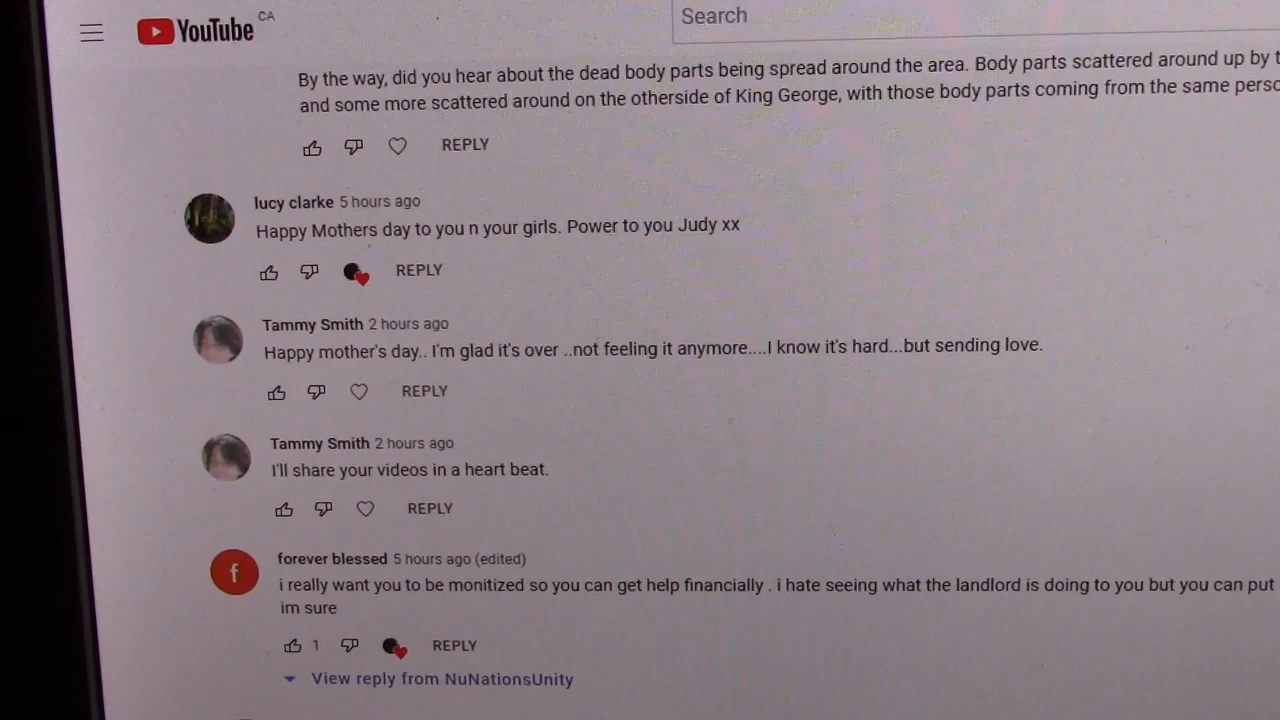 YouTube CA
Search
By the way, did you hear about the dead body parts being spread around the area. Body parts scattered around up by
and some more scattered around on the otherside of King George, with those body parts coming from the same
REPLY
lucy clarke 5 hours ago
Happy Mothers day to you n your girls. Power to you Judy xx
REPLY
Tammy Smith 2 hours ago
Happy mother's day.. I'm glad it's over ..not feeling it anymore....I know it's hard...but sending love.
REPLY
Tammy Smith 2 hours ago
I'll share your videos in a heart beat.
REPLY
f
forever blessed 5 hours ago (edited)
i really want you to be monitized so you can get help financially . i hate seeing what the landlord is doing to you but you can put
im sure
1 REPLY
View reply from NuNationsUnity